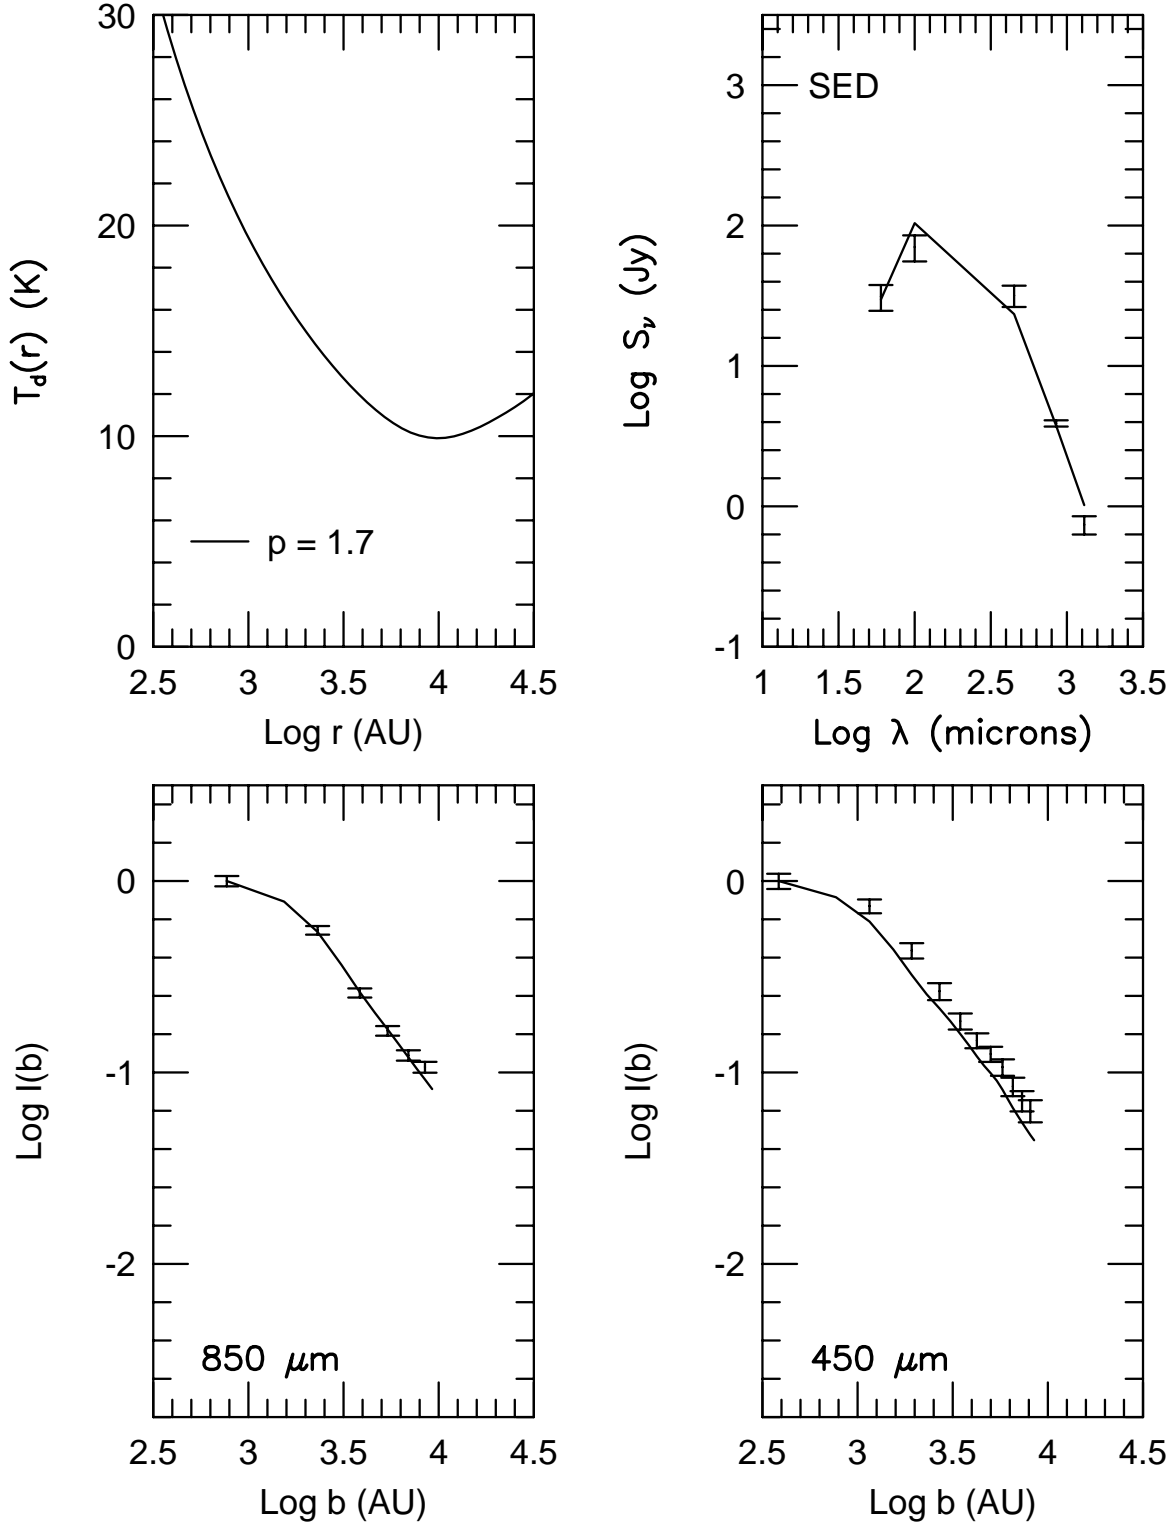 30
20
10
0
T_d(r) (K)
p = 1.7
2.5 3 3.5 4 4.5
Log r (AU)
3
2
1
0
-1
Log S_ν (Jy)
SED
1 1.5 2 2.5 3 3.5
Log λ (microns)
0
-1
-2
Log I(b)
850 μm
2.5 3 3.5 4 4.5
Log b (AU)
0
-1
-2
Log I(b)
450 μm
2.5 3 3.5 4 4.5
Log b (AU)